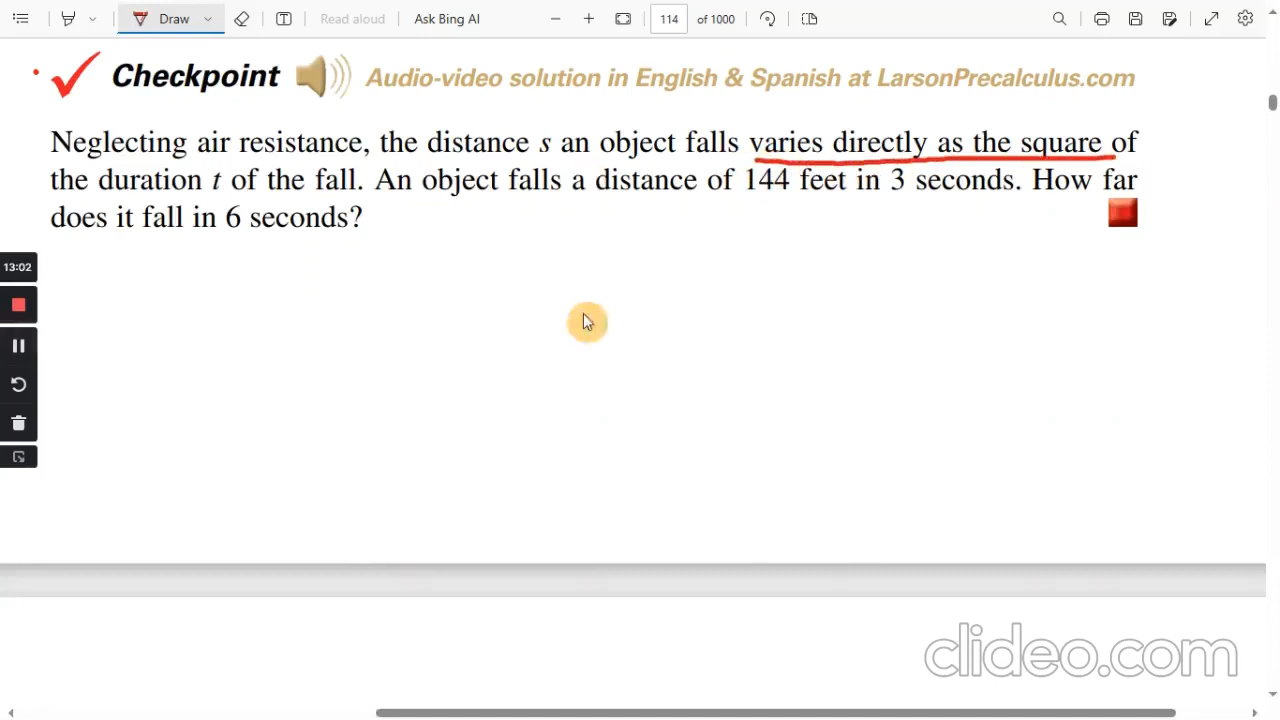 Draw
Read aloud
Ask Bing AI
114
of 1000
Checkpoint
Audio-video solution in English & Spanish at LarsonPrecalculus.com
Neglecting air resistance, the distance s an object falls varies directly as the square of
the duration t of the fall. An object falls a distance of 144 feet in 3 seconds. How far
does it fall in 6 seconds?
13:02
clideo.com